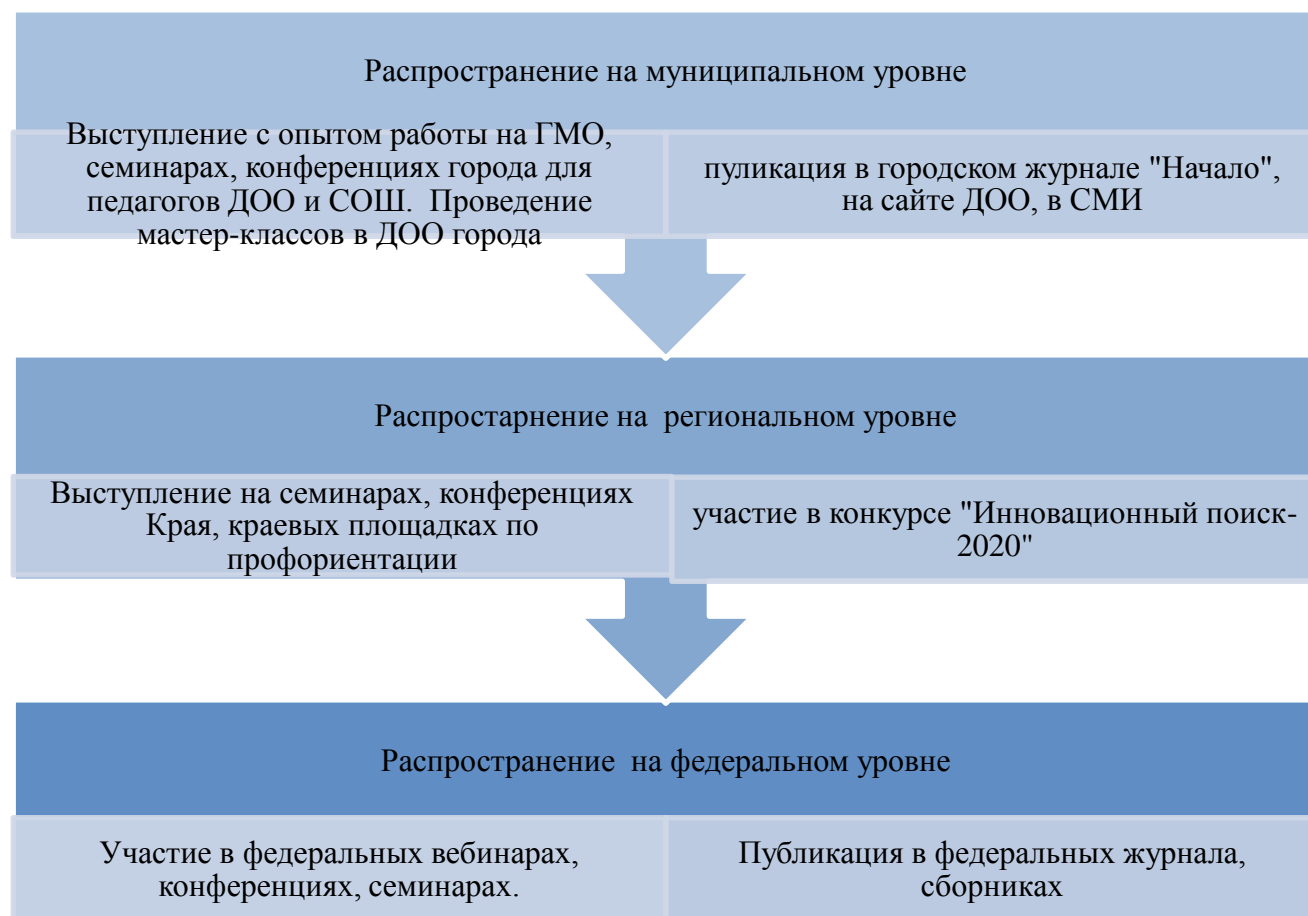 Распространение на муниципальном уровне
Выступление с опытом работы на ГМО,
семинарах, конференциях города для
педагогов ДОО и СОШ.  Проведение
мастер-классов в ДОО города
пуликация в городском журнале "Начало",
на сайте ДОО, в СМИ
Распростарнение на  региональном уровне
Выступление на семинарах, конференциях
Края, краевых площадках по
профориентации
участие в конкурсе "Инновационный поиск-
2020"
Распространение  на федеральном уровне
Участие в федеральных вебинарах,
конференциях, семинарах.
Публикация в федеральных журнала,
сборниках